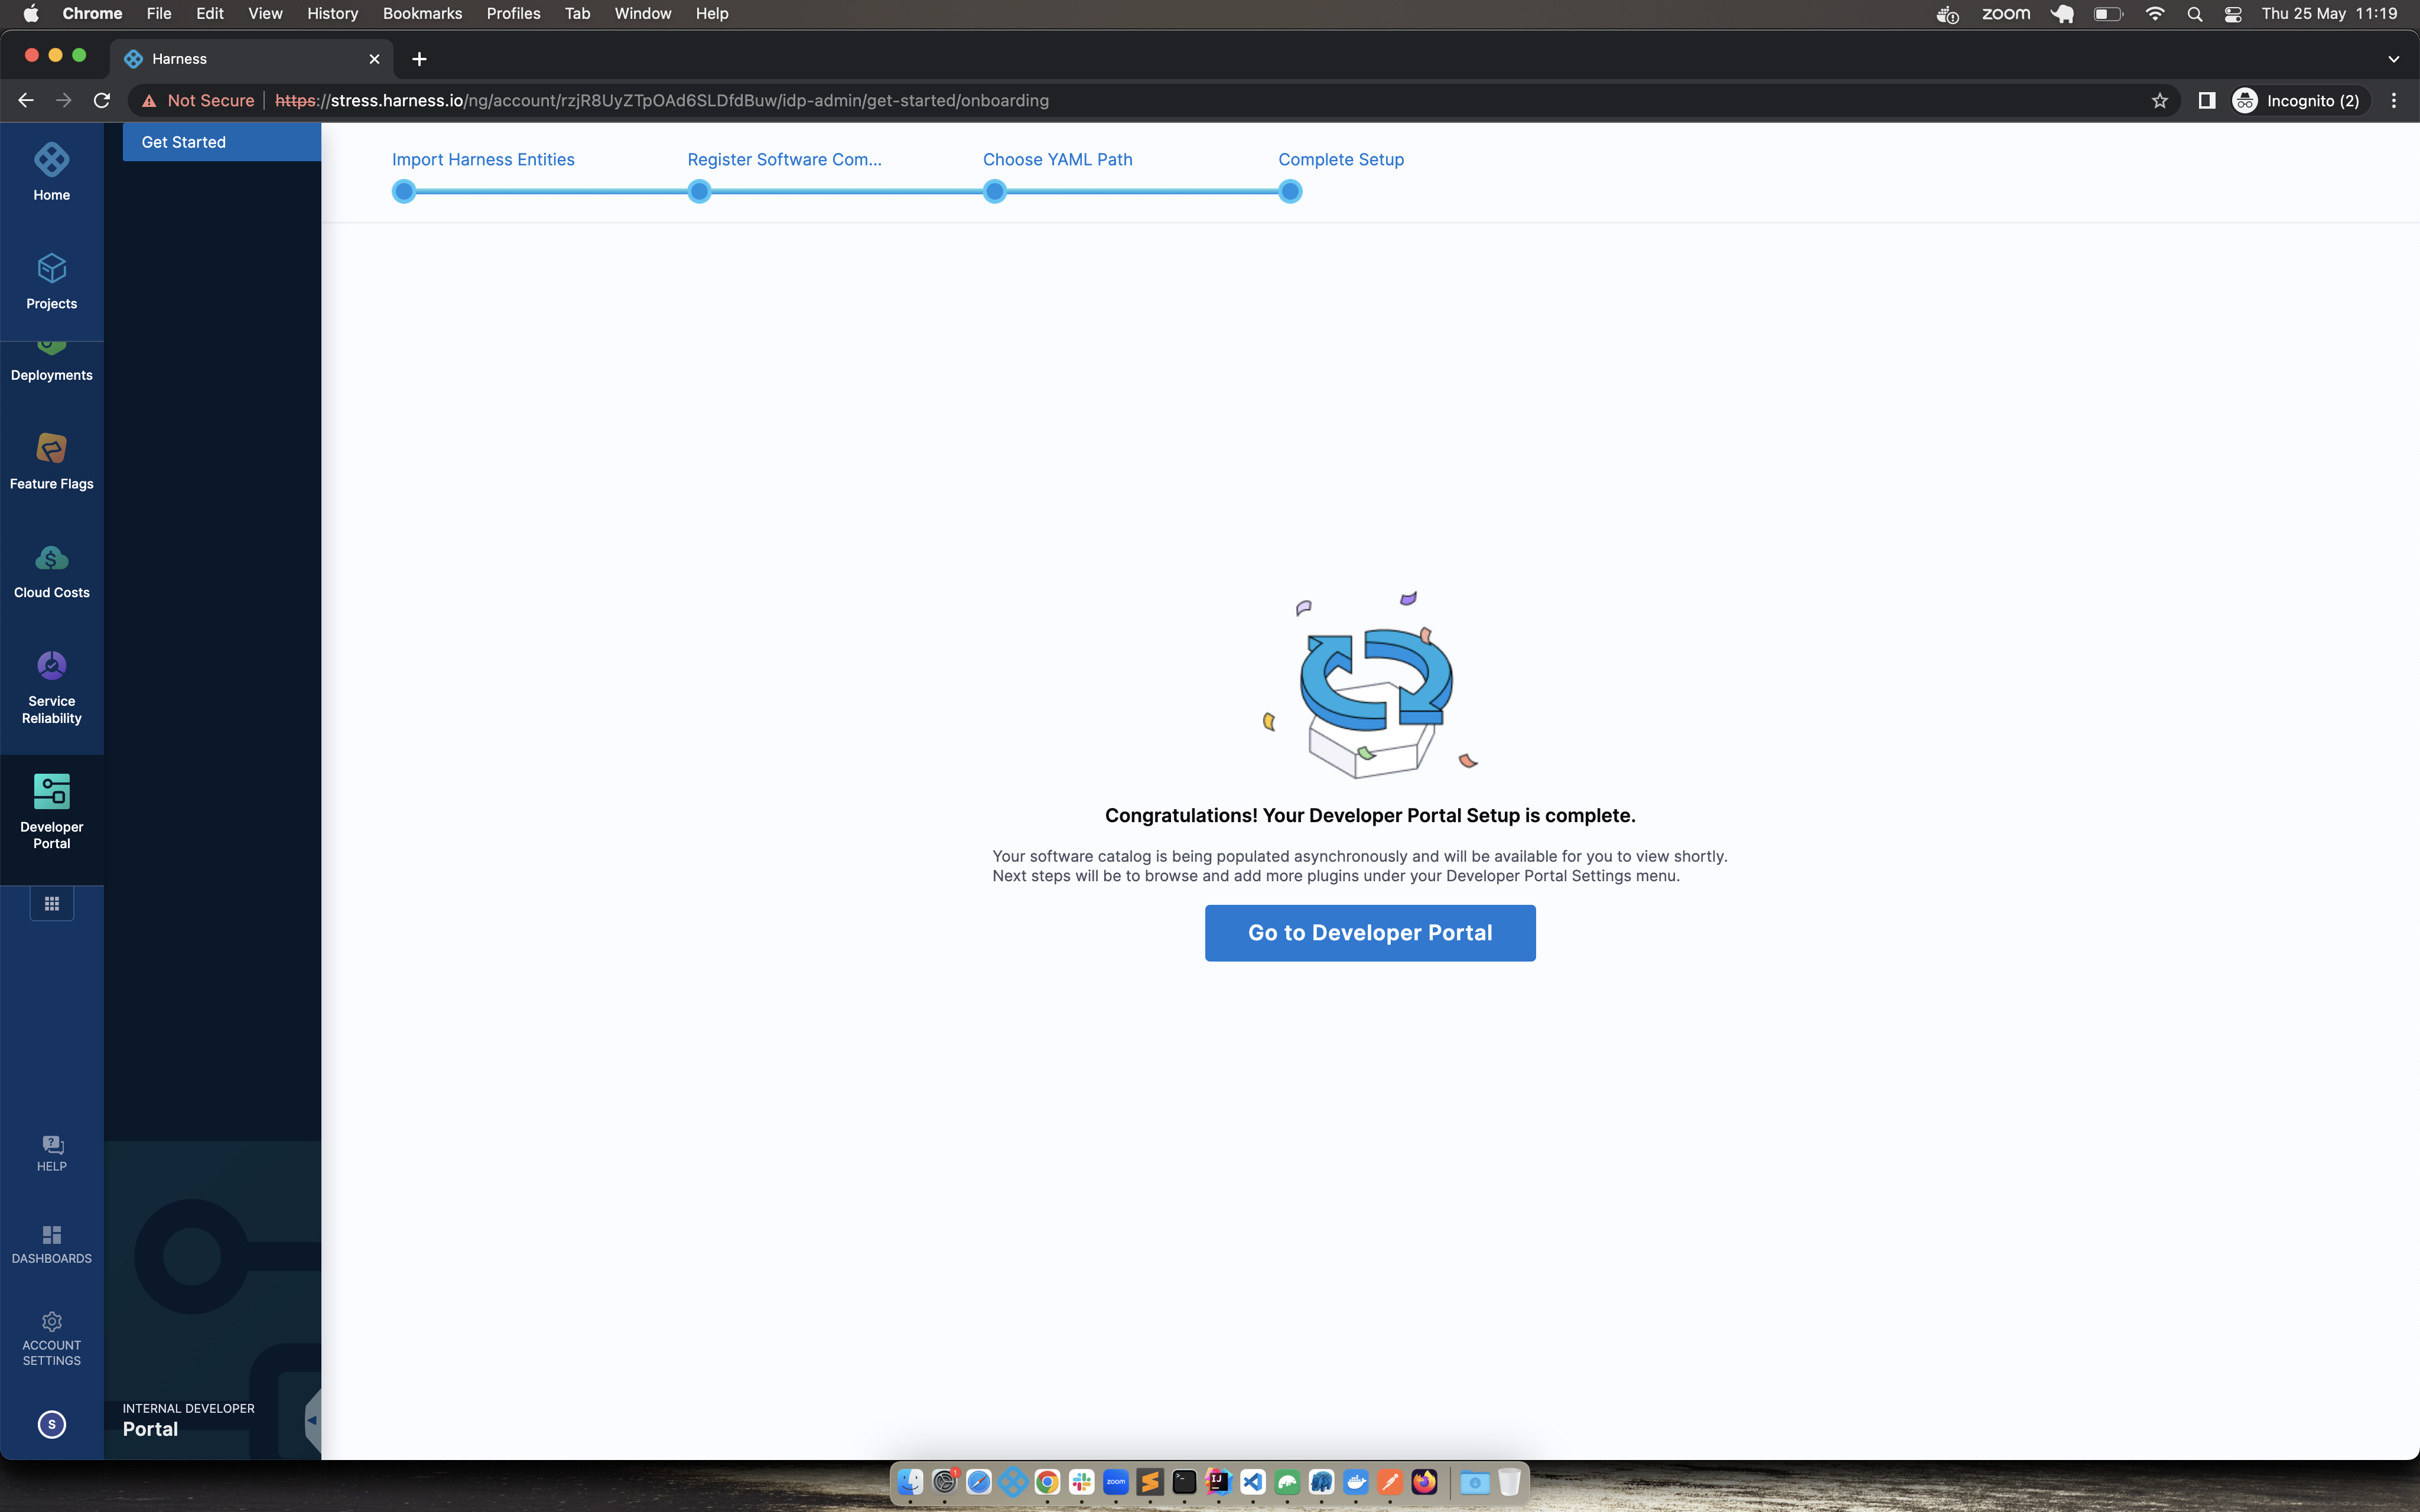 Chrome File Edit View History Bookmarks Profiles Tab Window Help zoom Thu 25 May 11:19
Harness
Not Secure https://stress.harness.io/ng/account/rzjR8UyZTpOAd6SLDfdBuw/idp-admin/get-started/onboarding Incognito (2)
Home
Projects
Deployments
Feature Flags
Cloud Costs
Service
Reliability
Developer
Portal
HELP
DASHBOARDS
ACCOUNT
SETTINGS
S
Get Started
INTERNAL DEVELOPER
Portal
Import Harness Entities Register Software Com... Choose YAML Path Complete Setup
Congratulations! Your Developer Portal Setup is complete.
Your software catalog is being populated asynchronously and will be available for you to view shortly.
Next steps will be to browse and add more plugins under your Developer Portal Settings menu.
Go to Developer Portal
1 zoom IJ